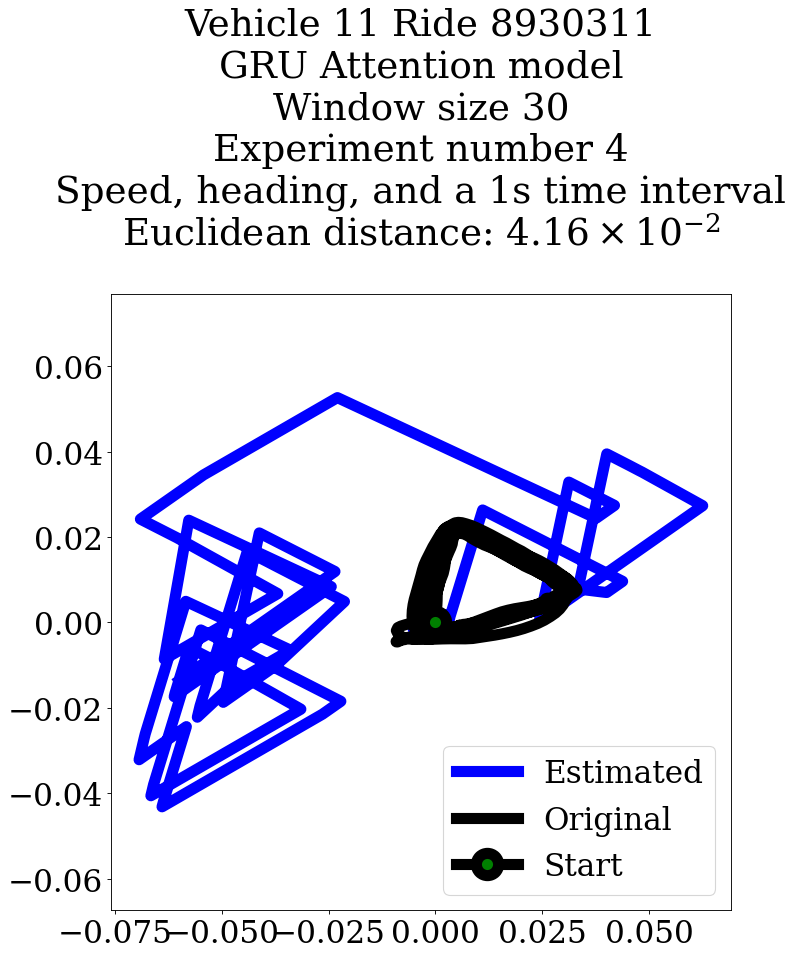 Vehicle 11 Ride 8930311
GRU Attention model
Window size 30
Experiment number 4
Speed, heading, and a 1s time interval
Euclidean distance: 4.16 × 10⁻²
0.06
0.04
0.02
0.00
−0.02
−0.04
−0.06
Estimated
Original
Start
−0.075 −0.050 −0.025 0.000 0.025 0.050